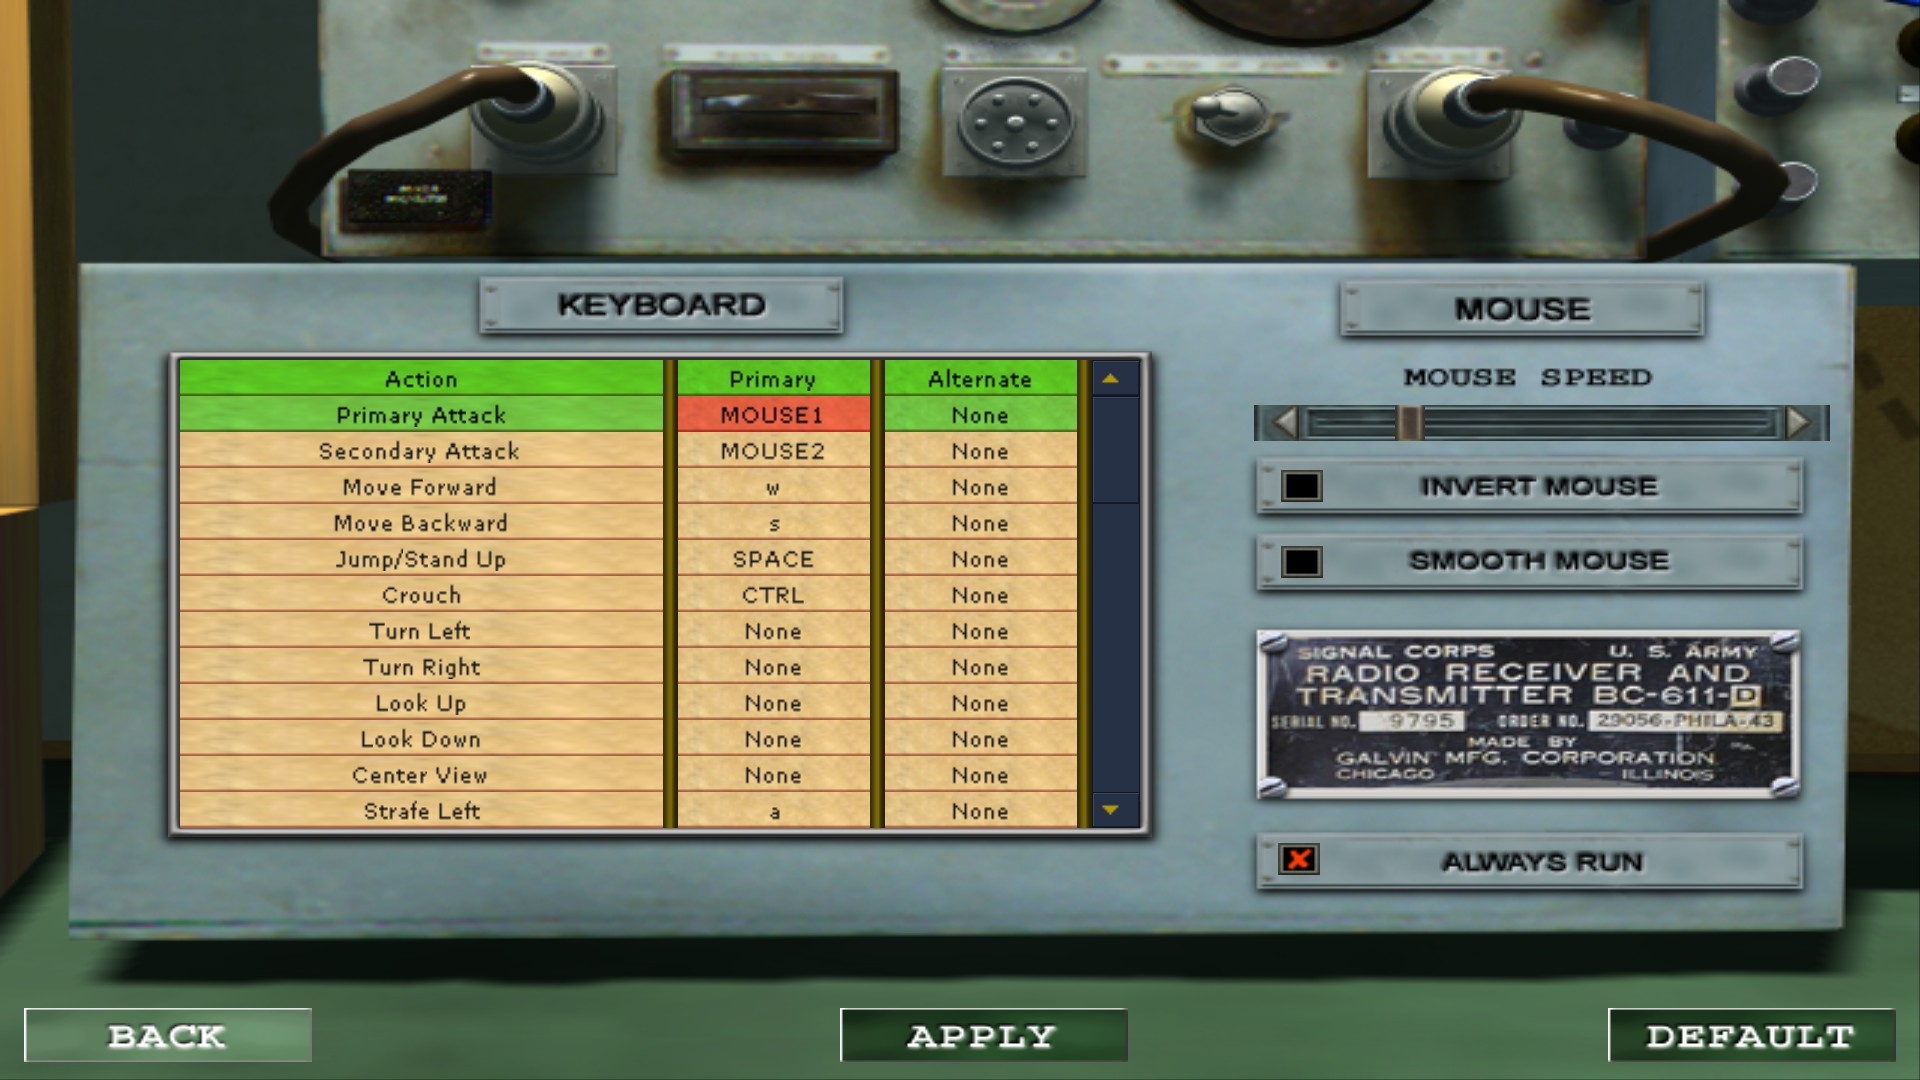 KEYBOARD
MOUSE
Action Primary Alternate
Primary Attack MOUSE1 None
Secondary Attack MOUSE2 None
Move Forward w None
Move Backward s None
Jump/Stand Up SPACE None
Crouch CTRL None
Turn Left None None
Turn Right None None
Look Up None None
Look Down None None
Center View None None
Strafe Left a None
MOUSE SPEED
INVERT MOUSE
SMOOTH MOUSE
SIGNAL CORPS U. S. ARMY
RADIO RECEIVER AND
TRANSMITTER BC-611-D
SERIAL NO. 9795 ORDER NO. 29056-PHILA-43
MADE BY
GALVIN MFG. CORPORATION
CHICAGO ILLINOIS
ALWAYS RUN
BACK
APPLY
DEFAULT